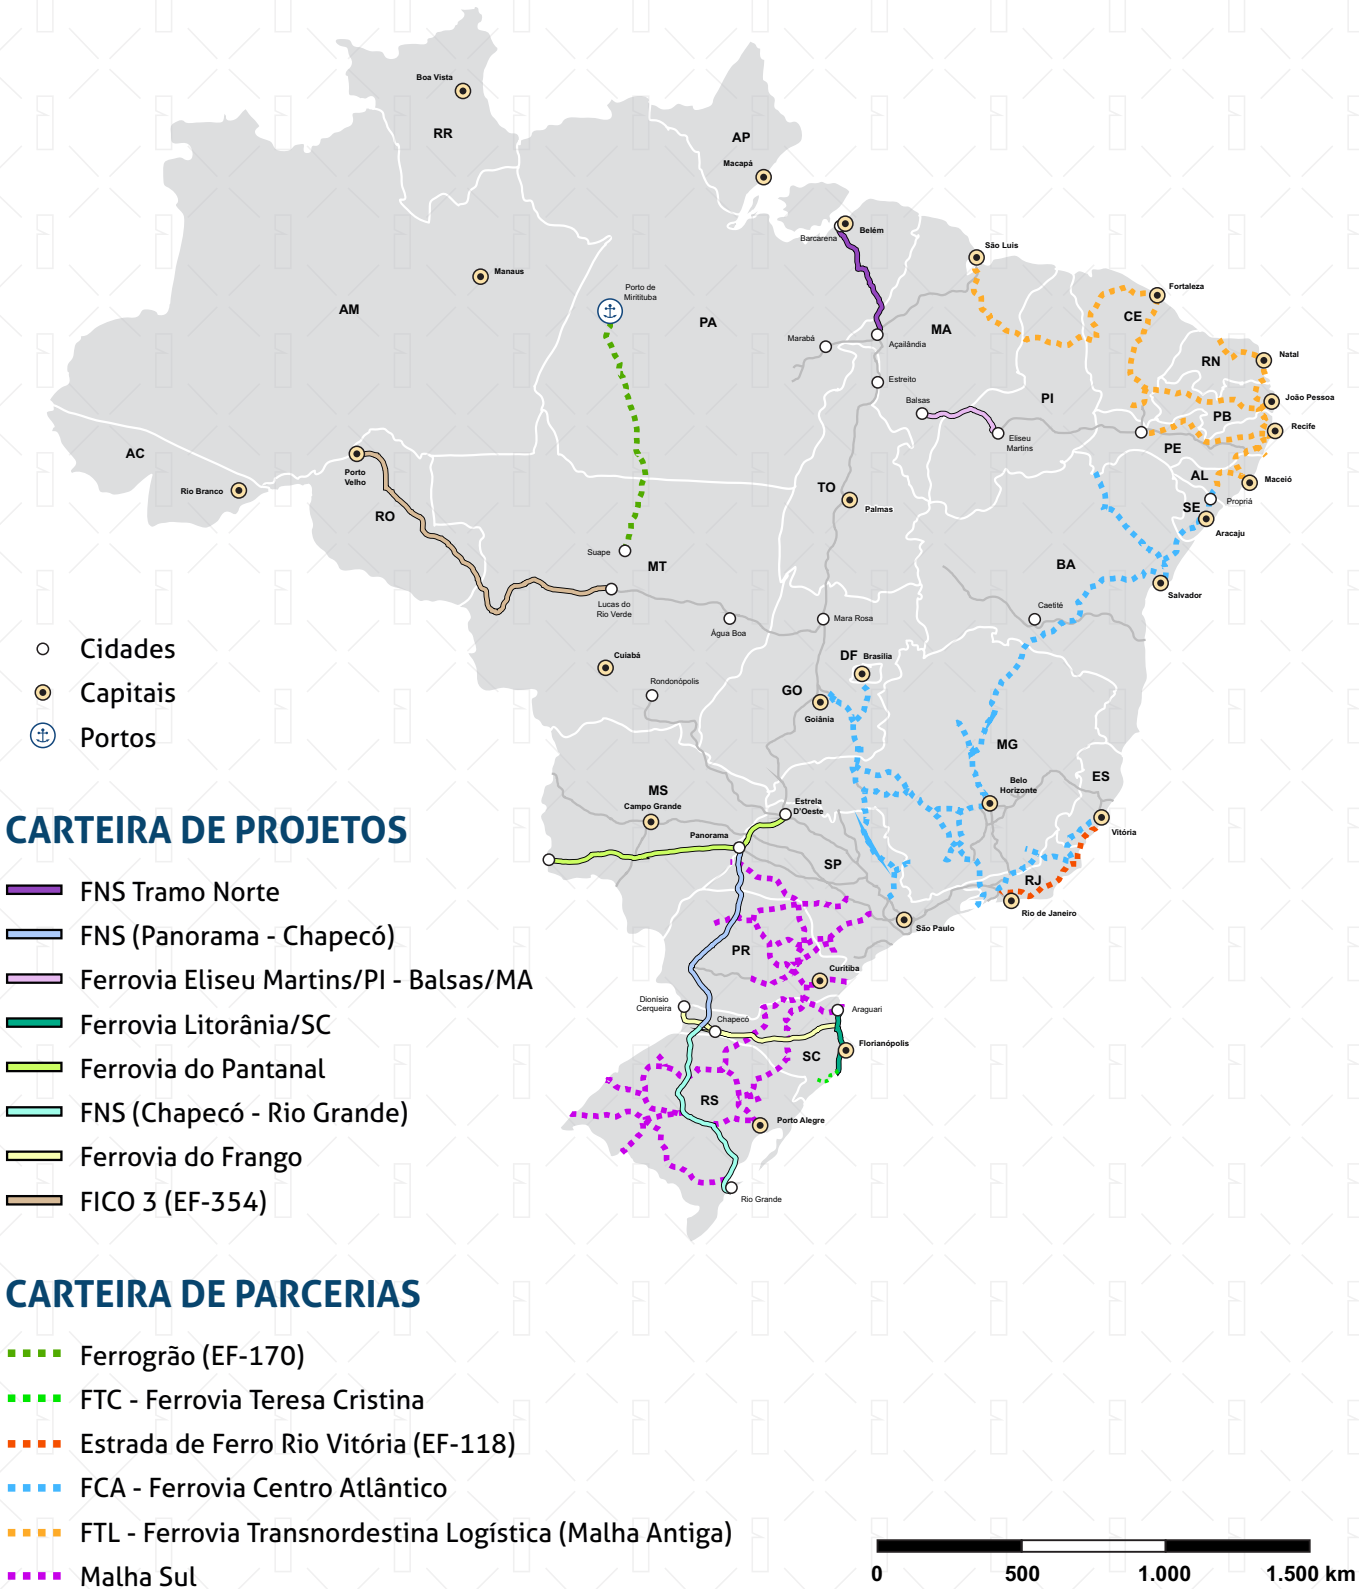 Boa Vista
RR
AP
Macapá
Barcarena
Belém
São Luis
Manaus
Porto de
Miritituba
Fortaleza
AM
PA
MA
CE
Marabá
Açailândia
RN
Natal
Estreito
Balsas
PI
João Pessoa
PB
Recife
Eliseu
Martins
PE
AC
Porto
Velho
Rio Branco
RO
TO
Palmas
AL
Maceió
Propriá
SE
Aracaju
Suape
MT
BA
Salvador
Lucas do
Rio Verde
Água Boa
Mara Rosa
Caetité
Cuiabá
DF
Brasília
Rondonópolis
GO
Goiânia
MG
Belo
Horizonte
ES
MS
Campo Grande
Estrela
D'Oeste
Vitória
Panorama
SP
RJ
Rio de Janeiro
São Paulo
PR
Curitiba
Dionísio
Cerqueira
Chapecó
Araguari
Florianópolis
SC
RS
Porto Alegre
Rio Grande
Cidades
Capitais
Portos
CARTEIRA DE PROJETOS
FNS Tramo Norte
FNS (Panorama - Chapecó)
Ferrovia Eliseu Martins/PI - Balsas/MA
Ferrovia Litorânia/SC
Ferrovia do Pantanal
FNS (Chapecó - Rio Grande)
Ferrovia do Frango
FICO 3 (EF-354)
CARTEIRA DE PARCERIAS
Ferrogrão (EF-170)
FTC - Ferrovia Teresa Cristina
Estrada de Ferro Rio Vitória (EF-118)
FCA - Ferrovia Centro Atlântico
FTL - Ferrovia Transnordestina Logística (Malha Antiga)
Malha Sul
0 500 1.000 1.500 km